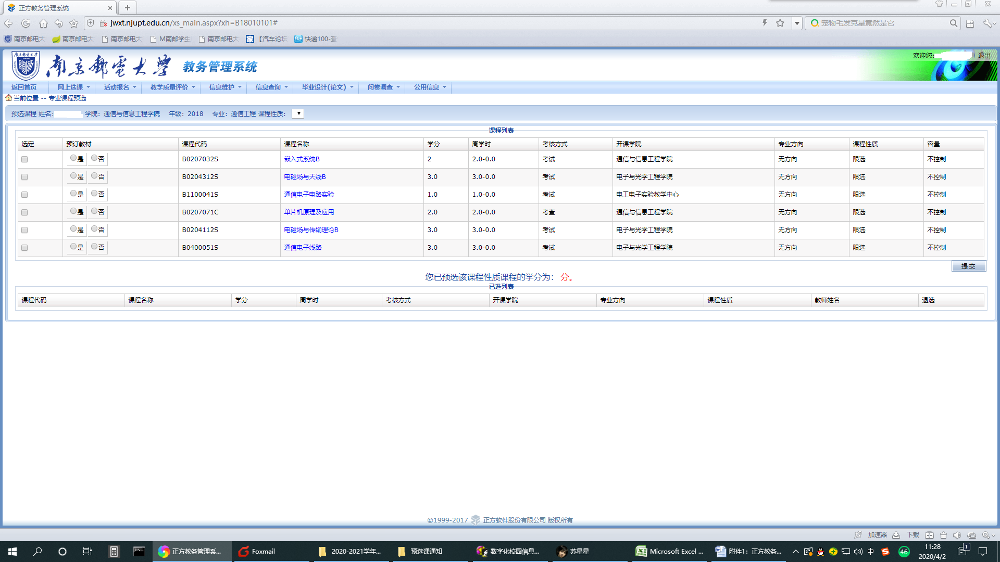 正方教务管理系统
jwxt.njupt.edu.cn/xs_main.aspx?xh=B18010101#
宠物毛发克星竟然是它
南京邮电大 南京邮电大 南京邮电大 M南邮学生 南京邮电大 家 【汽车论坛 快递100-查
南京邮电大学 教务管理系统
欢迎您: 退出
返回首页 网上选课 活动报名 教学质量评价 信息维护 信息查询 毕业设计(论文) 问卷调查 公用信息
当前位置 -- 专业课程预选
预选课程 姓名: 学院：通信与信息工程学院 年级：2018 专业：通信工程 课程性质：
课程列表
选定 预订教材 课程代码 课程名称 学分 周学时 考核方式 开课学院 专业方向 课程性质 容量
是 否 B0207032S 嵌入式系统B 2 2.0-0.0 考试 通信与信息工程学院 无方向 限选 不控制
是 否 B0204312S 电磁场与天线B 3.0 3.0-0.0 考试 电子与光学工程学院 无方向 限选 不控制
是 否 B1100041S 通信电子电路实验 1.0 1.0-0.0 考试 电工电子实验教学中心 无方向 限选 不控制
是 否 B0207071C 单片机原理及应用 2.0 2.0-0.0 考查 通信与信息工程学院 无方向 限选 不控制
是 否 B0204112S 电磁场与传输理论B 3.0 3.0-0.0 考试 电子与光学工程学院 无方向 限选 不控制
是 否 B0400051S 通信电子线路 3.0 3.0-0.0 考试 电子与光学工程学院 无方向 限选 不控制
提 交
您已预选该课程性质课程的学分为： 分。
已选列表
课程代码 课程名称 学分 周学时 考核方式 开课学院 专业方向 课程性质 教师姓名 退选
©1999-2017 正方软件股份有限公司 版权所有
加速器 下载
正方教务管理系... Foxmail 2020-2021学年... 预选课通知 数字化校园信息... 苏星星 Microsoft Excel ... 附件1：正方教务... 中 46 11:28 1
2020/4/2